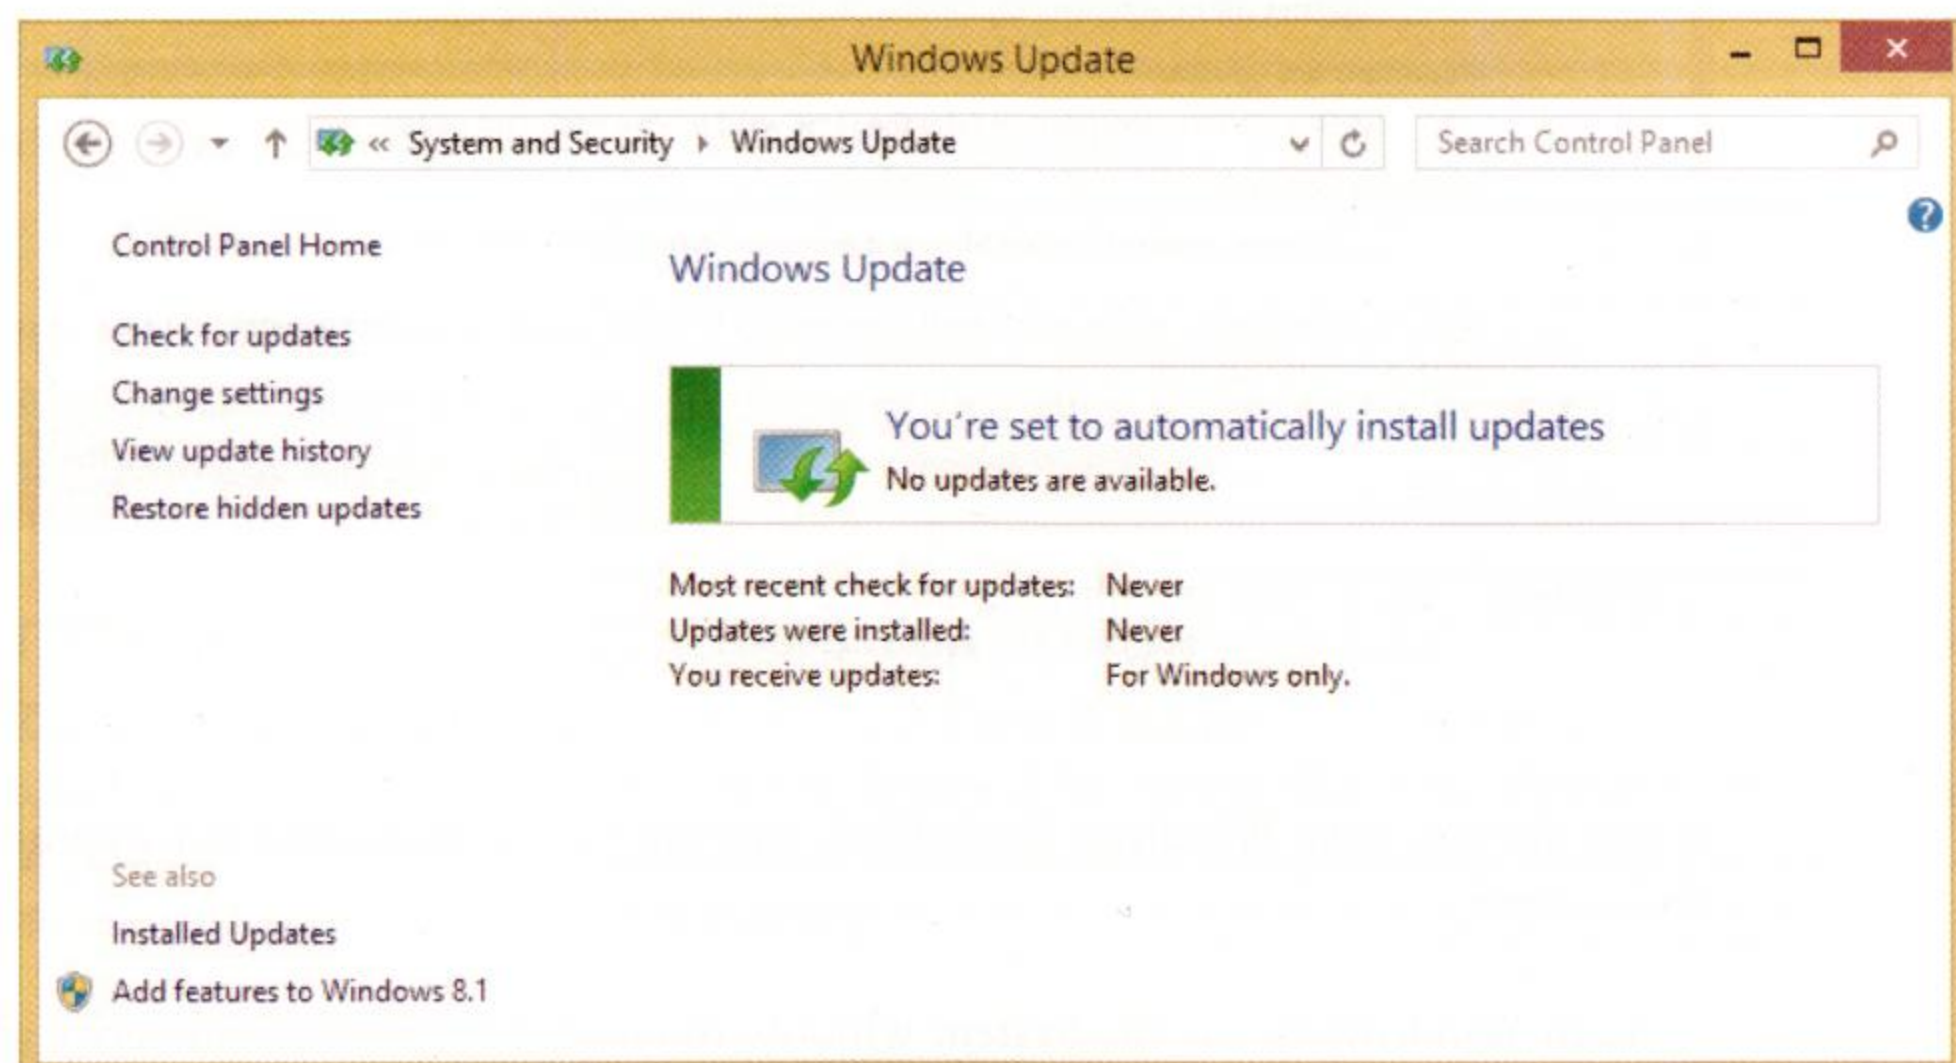 Windows Update
« System and Security ▸ Windows Update
Search Control Panel
Control Panel Home
Check for updates
Change settings
View update history
Restore hidden updates
Windows Update
You're set to automatically install updates
No updates are available.
Most recent check for updates: Never
Updates were installed: Never
You receive updates: For Windows only.
See also
Installed Updates
Add features to Windows 8.1